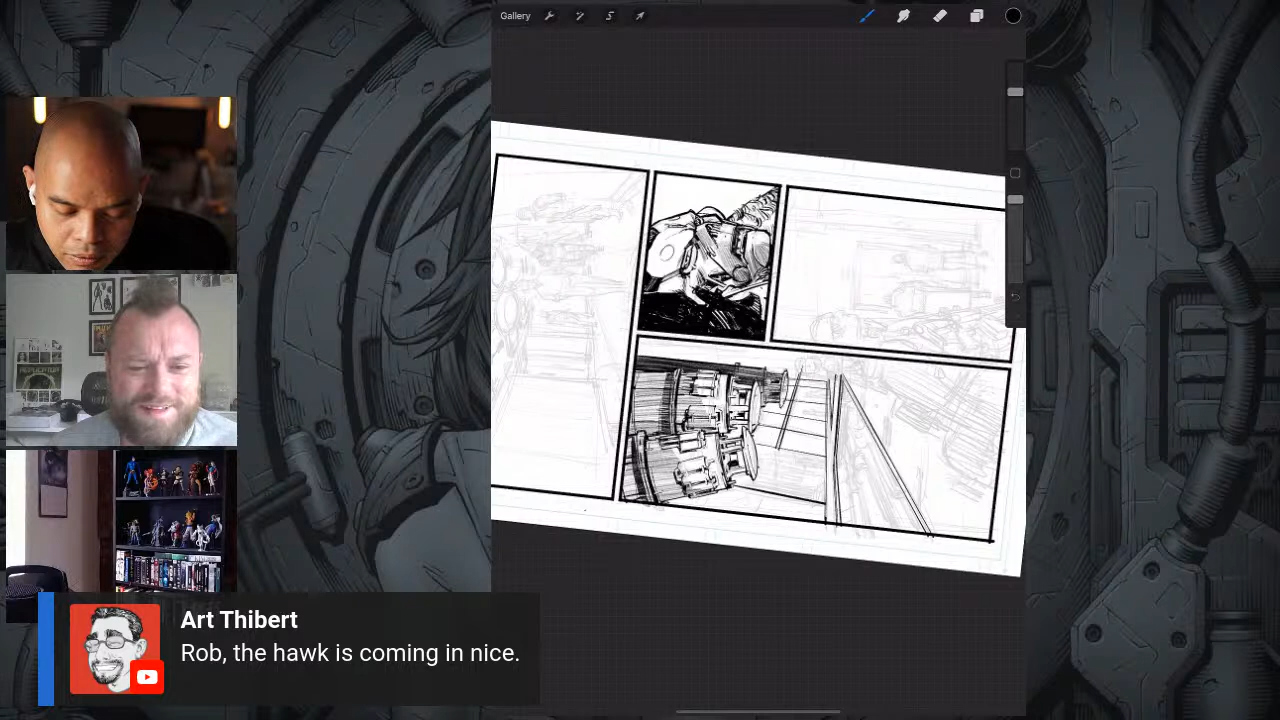 Gallery
Art Thibert
Rob, the hawk is coming in nice.